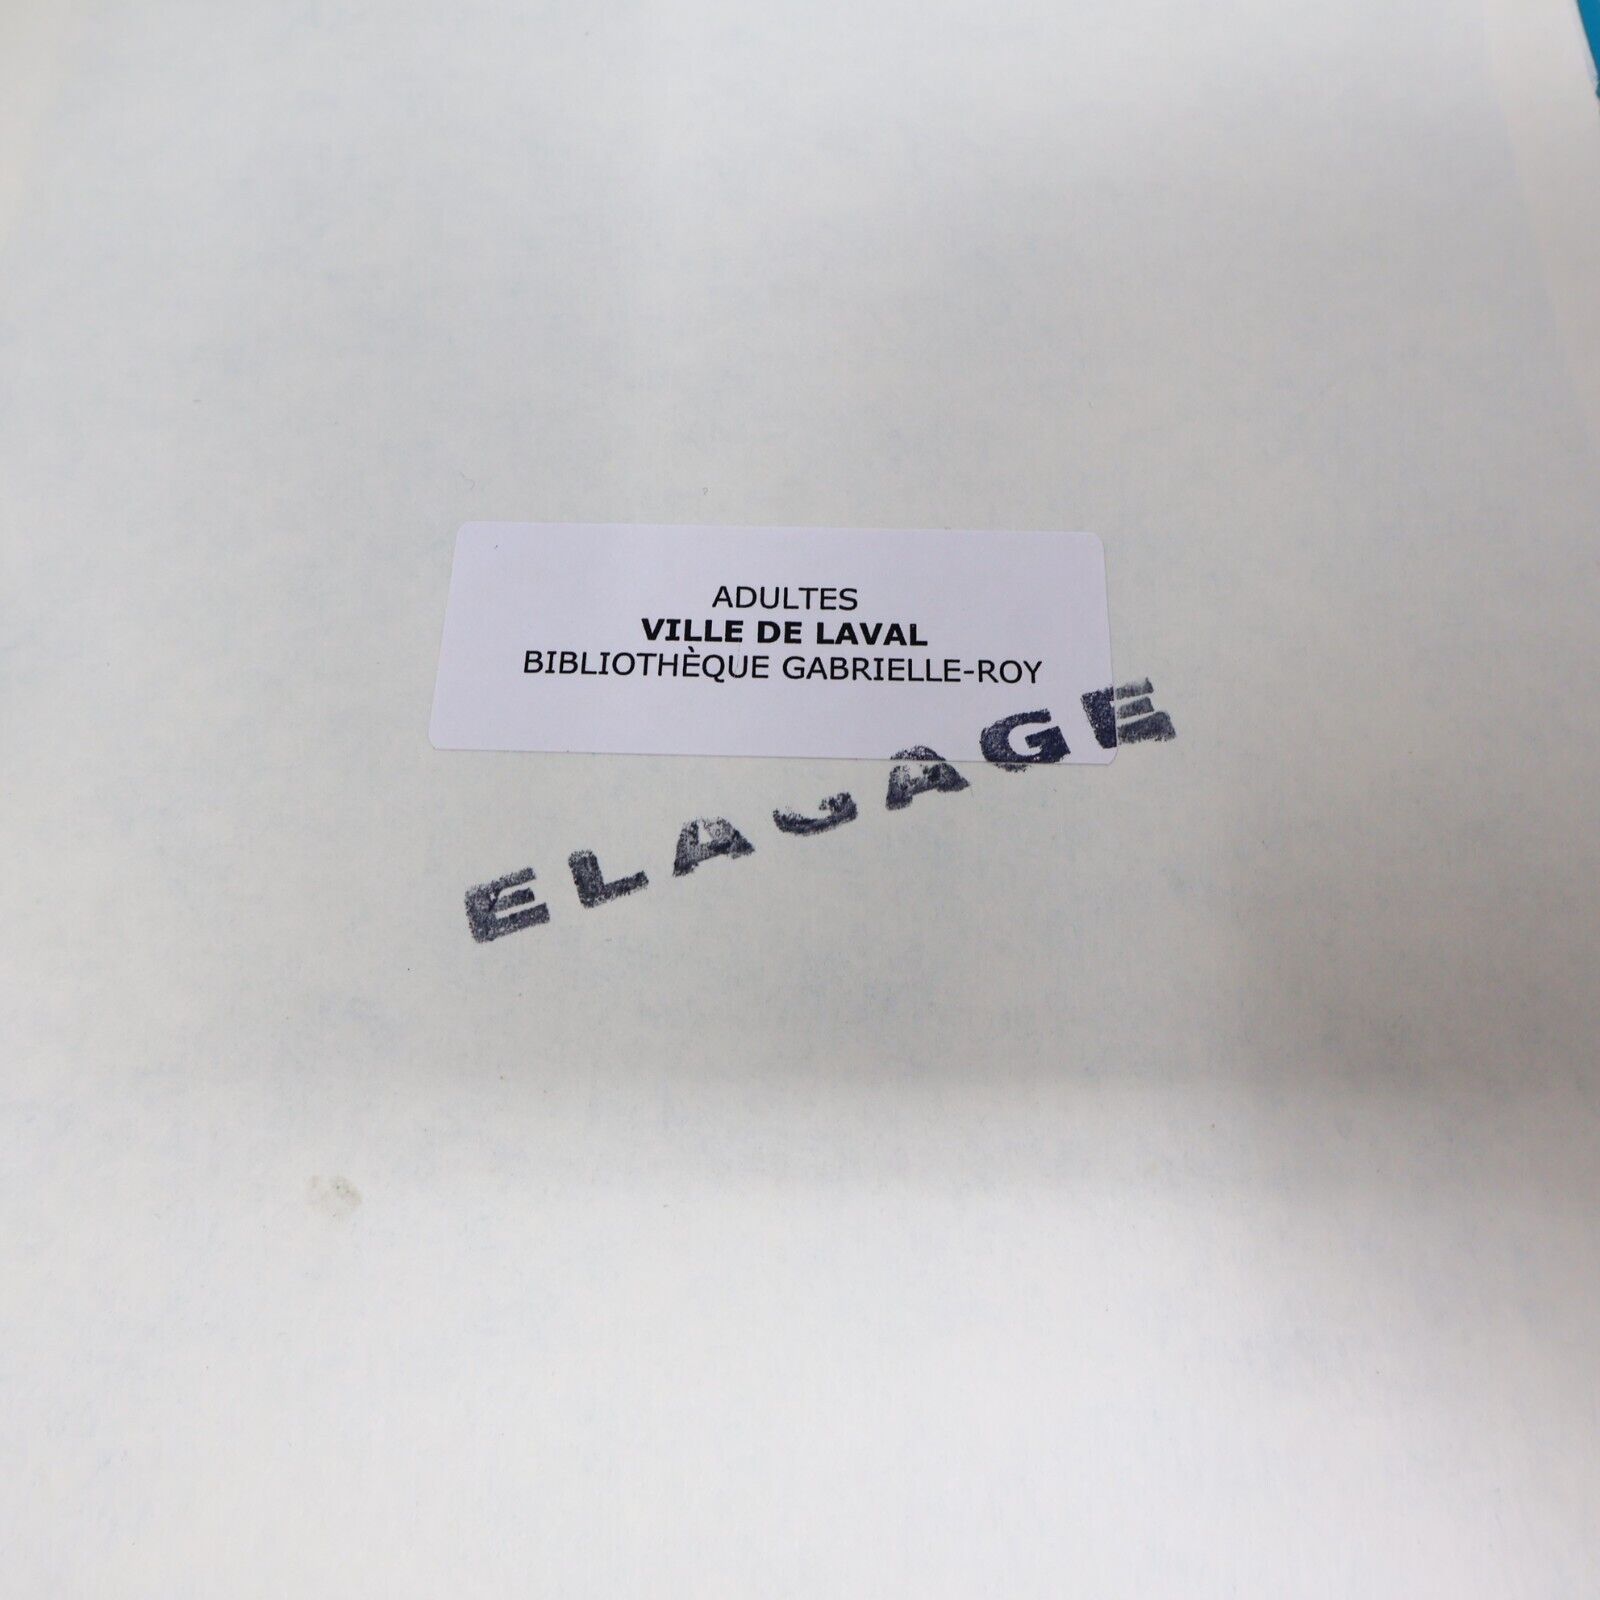 ADULTES
VILLE DE LAVAL
BIBLIOTHÈQUE GABRIELLE-ROY
ELAGAGE